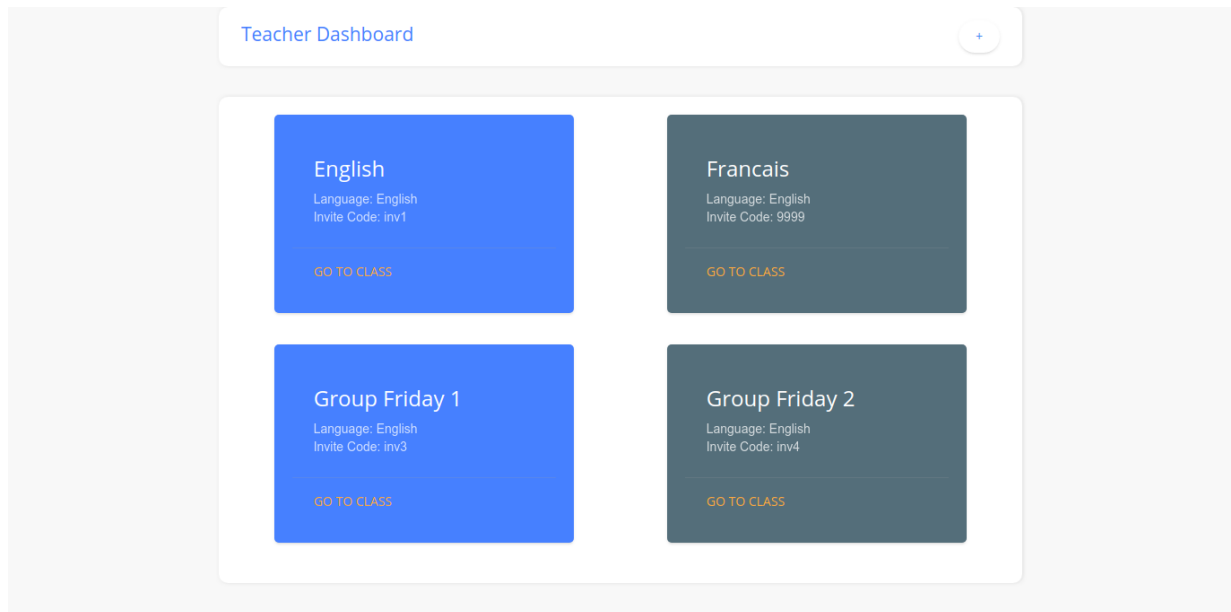 Teacher Dashboard
+
English
Language: English
Invite Code: inv1
GO TO CLASS
Francais
Language: English
Invite Code: 9999
GO TO CLASS
Group Friday 1
Language: English
Invite Code: inv3
GO TO CLASS
Group Friday 2
Language: English
Invite Code: inv4
GO TO CLASS